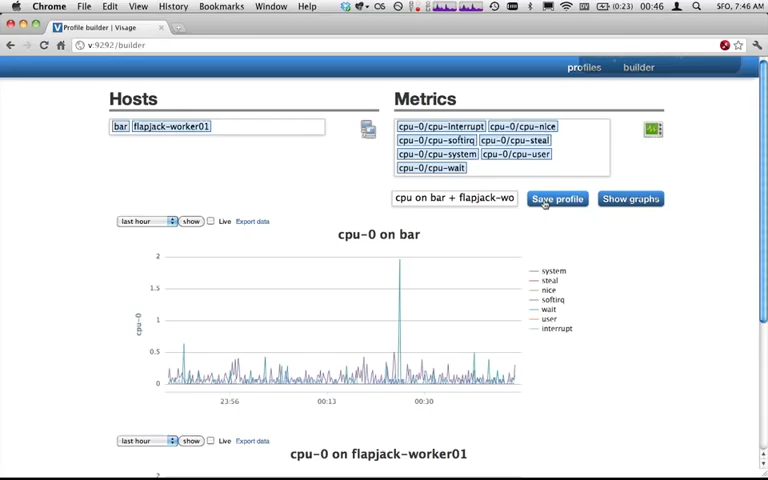 Chrome File Edit View History Bookmarks Window Help (0:23) 00:46 SFO, 7:46 AM
Profile builder | Visage
v:9292/builder
profiles builder
Hosts Metrics
bar flapjack-worker01
cpu-0/cpu-interrupt cpu-0/cpu-nice
cpu-0/cpu-softirq cpu-0/cpu-steal
cpu-0/cpu-system cpu-0/cpu-user
cpu-0/cpu-wait
cpu on bar + flapjack-wo Save profile Show graphs
last hour show Live Export data
cpu-0 on bar
2
1.5
1
0.5
0
cpu-0
23:56 00:13 00:30
system
steal
nice
softirq
wait
user
interrupt
last hour show Live Export data
cpu-0 on flapjack-worker01
2